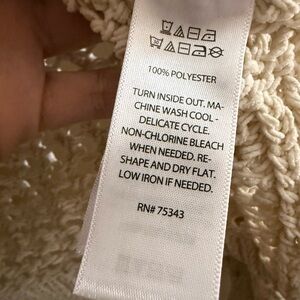 100% POLYESTER
TURN INSIDE OUT. MA-
CHINE WASH COOL -
DELICATE CYCLE.
NON-CHLORINE BLEACH
WHEN NEEDED. RE-
SHAPE AND DRY FLAT.
LOW IRON IF NEEDED.
RN# 75343